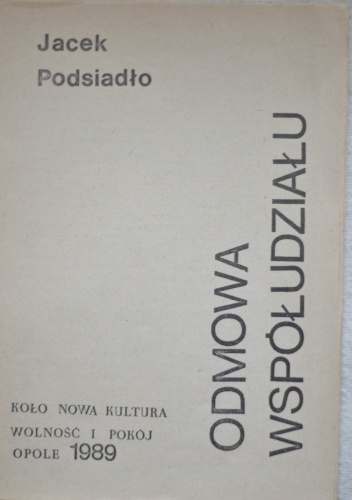 Jacek
Podsiadło
ODMOWA
WSPÓŁUDZIAŁU
KOŁO NOWA KULTURA
WOLNOŚĆ I POKÓJ
OPOLE 1989